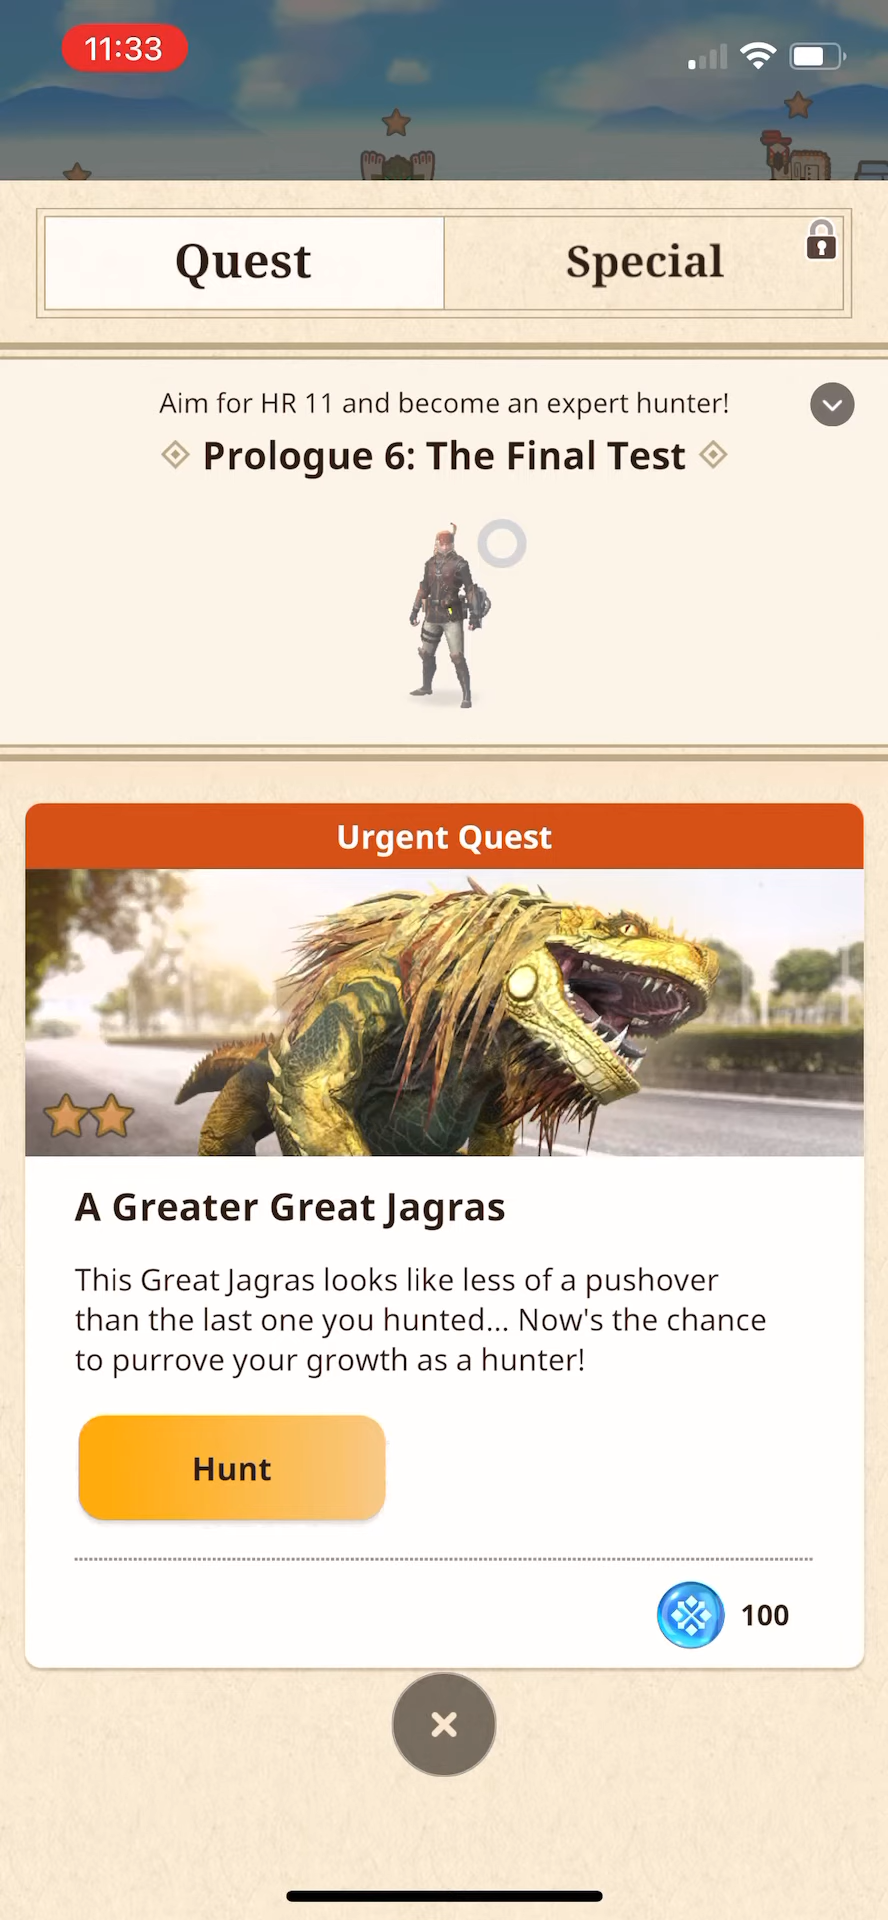 11:33
Quest
Special
Aim for HR 11 and become an expert hunter!
Prologue 6: The Final Test
Urgent Quest
A Greater Great Jagras
This Great Jagras looks like less of a pushover
than the last one you hunted... Now's the chance
to purrove your growth as a hunter!
Hunt
100